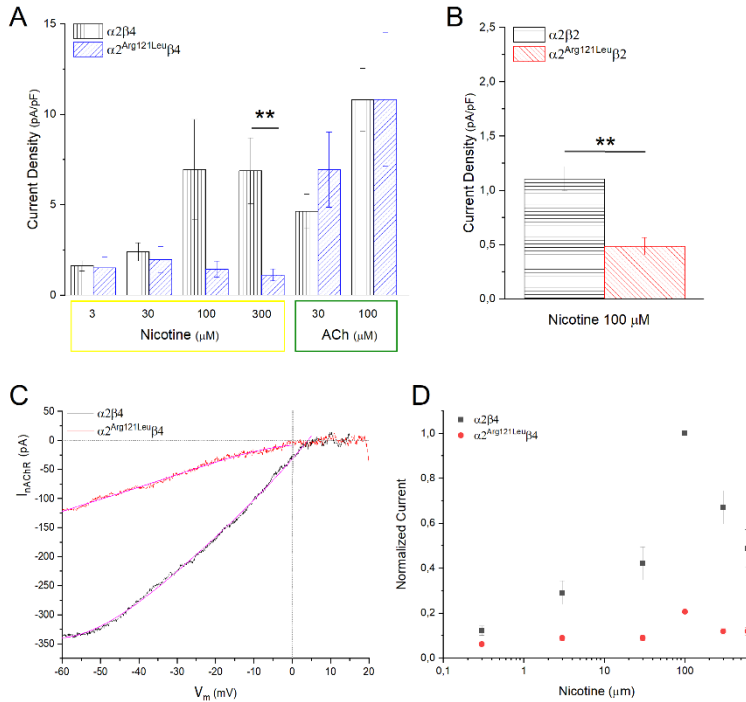 A
α2β4
α2Arg121Leuβ4
Current Density (pA/pF)
15
10
5
0
**
3 30 100 300 30 100
Nicotine (μM) ACh (μM)
B
α2β2
α2Arg121Leuβ2
Current Density (pA/pF)
2,5
2,0
1,5
1,0
0,5
0,0
**
Nicotine 100 μM
C
α2β4
α2Arg121Leuβ4
InAChR (pA)
50
0
-50
-100
-150
-200
-250
-300
-350
-60 -50 -40 -30 -20 -10 0 10 20
Vm (mV)
D
α2β4
α2Arg121Leuβ4
Normalized Current
1,0
0,8
0,6
0,4
0,2
0,0
0,1 1 10 100
Nicotine (μm)